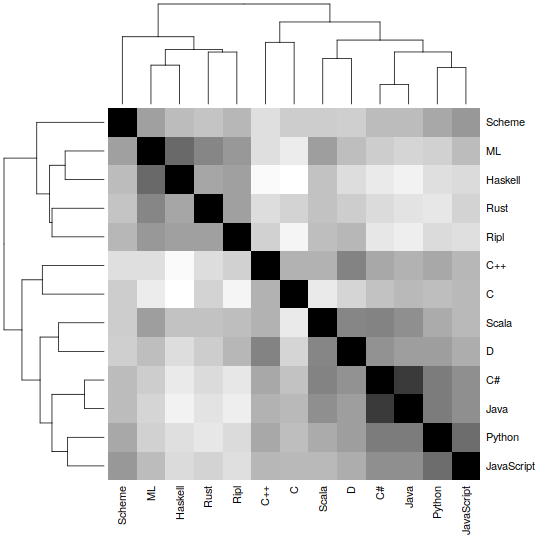 Scheme
ML
Haskell
Rust
Ripl
C++
C
Scala
D
C#
Java
Python
JavaScript
Scheme
ML
Haskell
Rust
Ripl
C++
C
Scala
D
C#
Java
Python
JavaScript